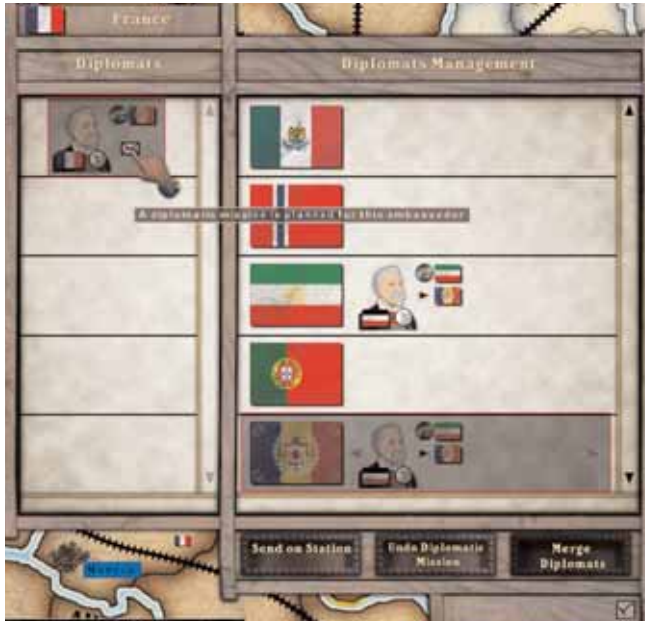 France
Diplomats
Diplomats Management
A diplomatic mission is planned for this ambassador
Send on Station
Undo Diplomatic
Mission
Merge
Diplomats